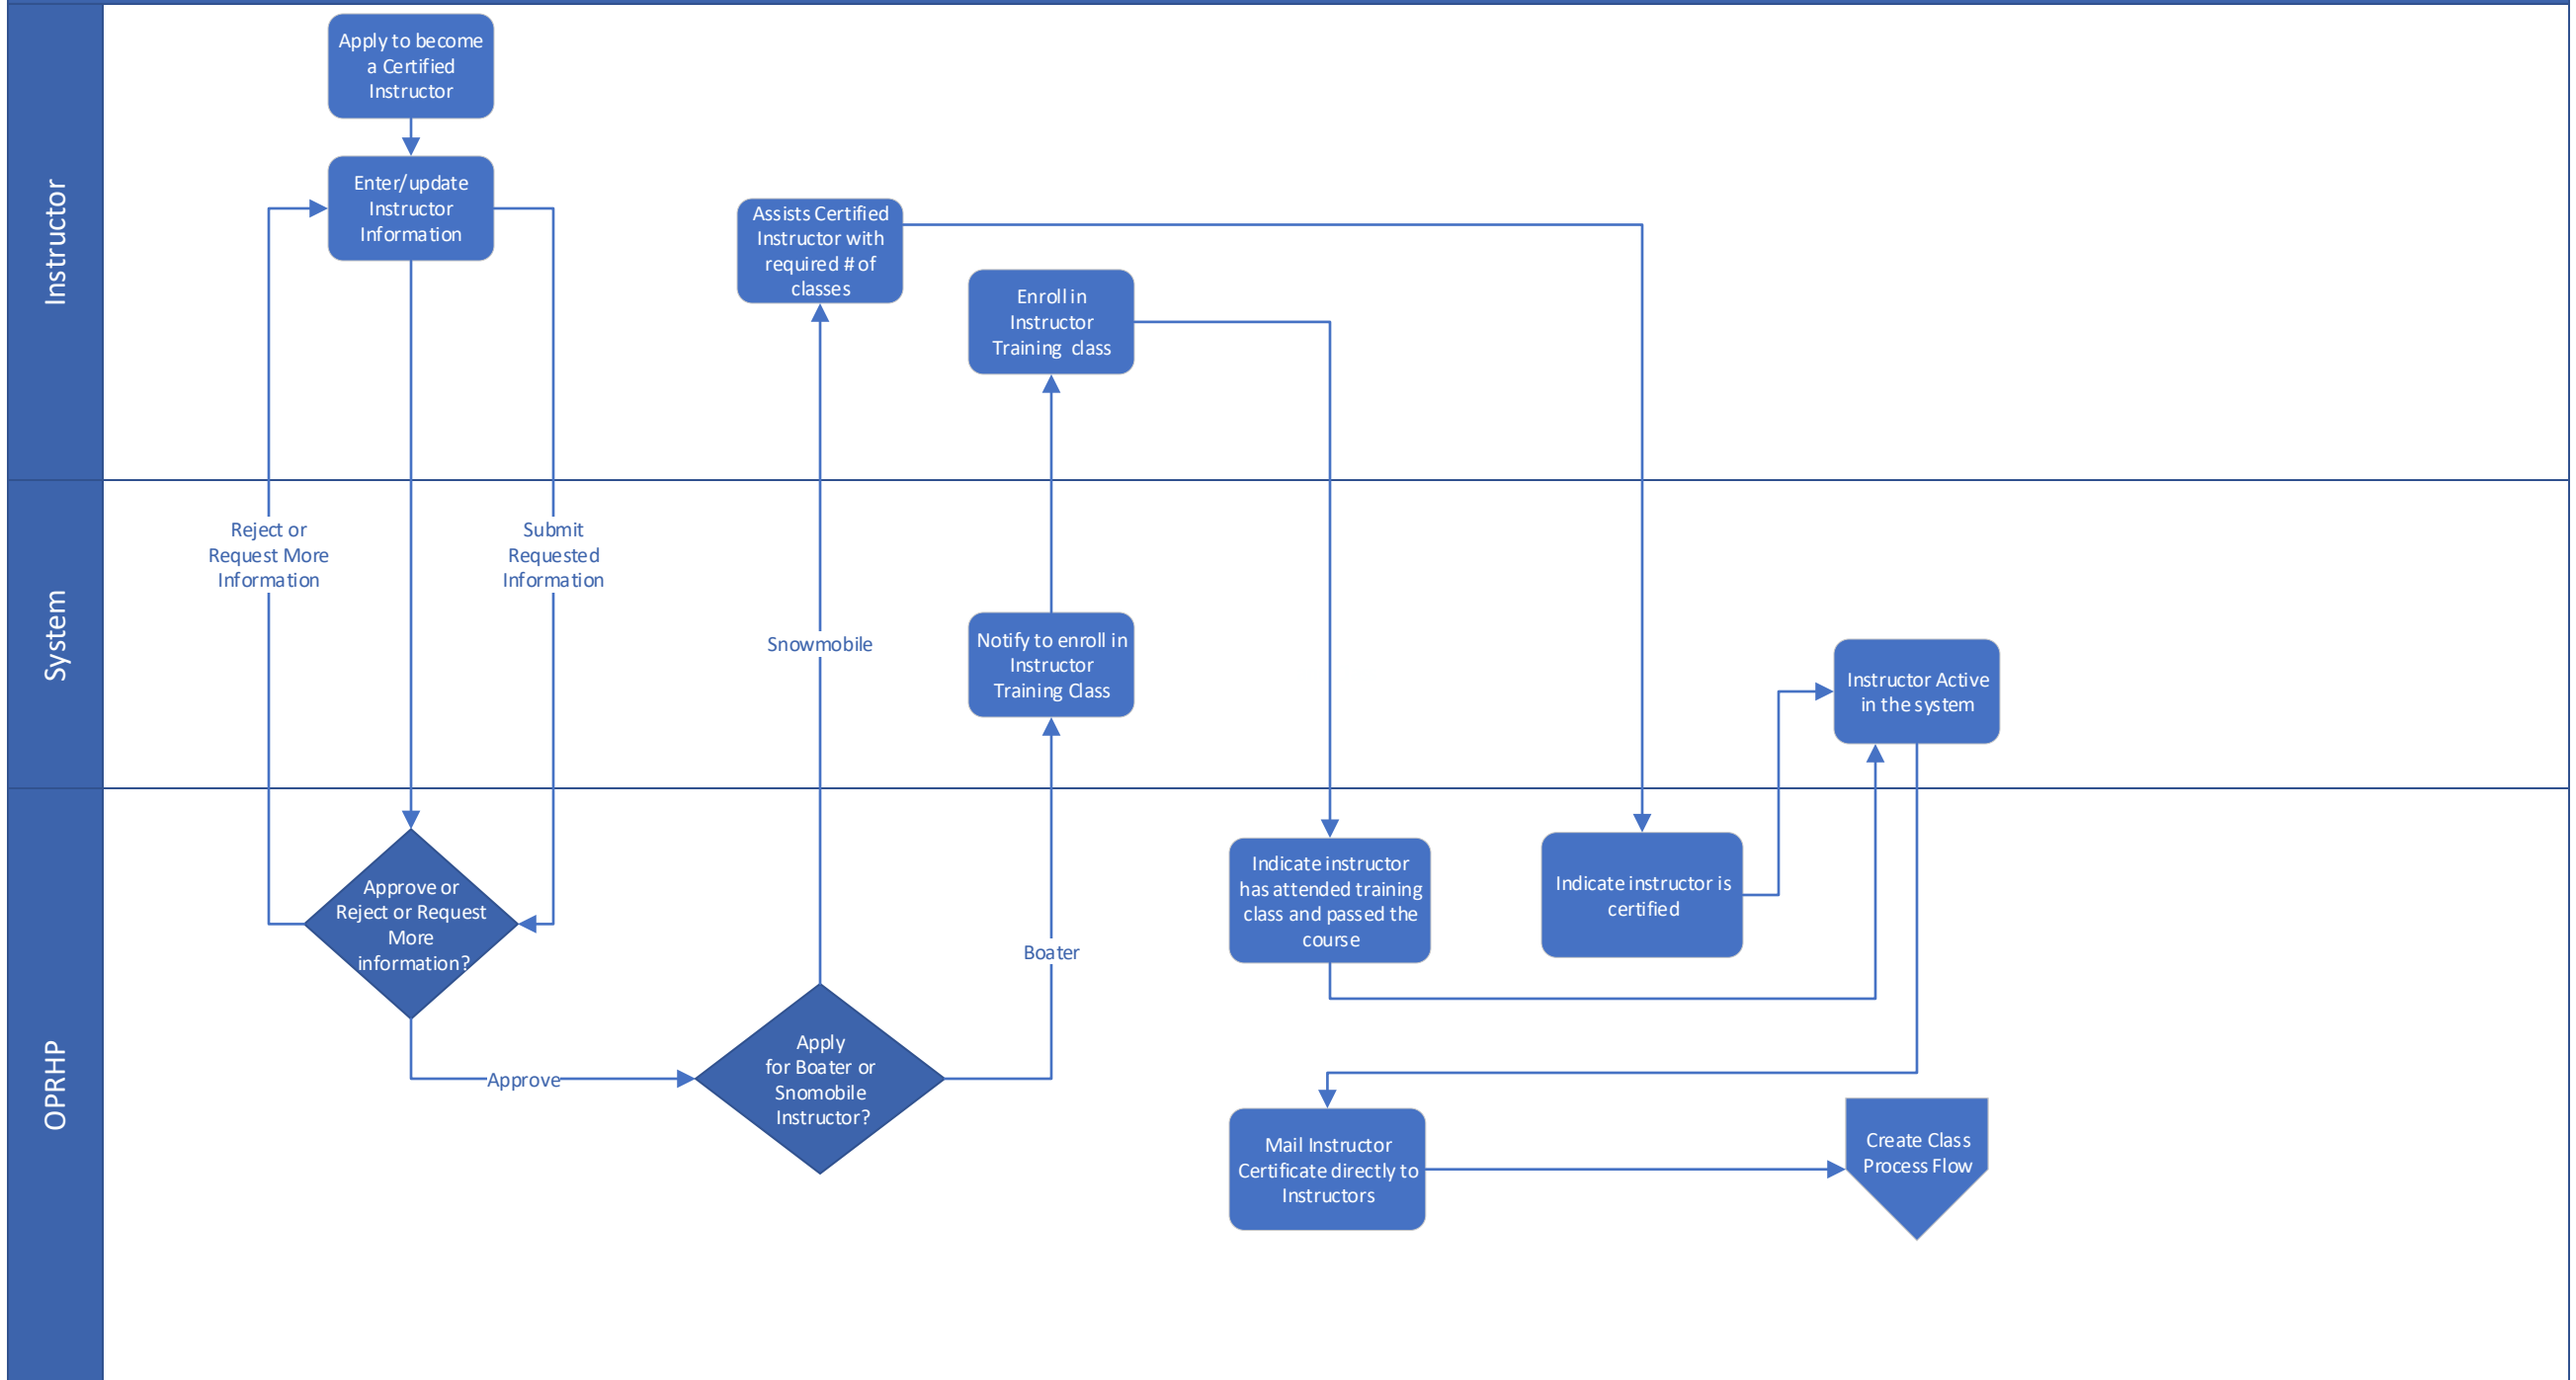 Instructor
Apply to become
a Certified
Instructor
Enter/update
Instructor
Information
Assists Certified
Instructor with
required # of
classes
Enroll in
Instructor
Training class
System
Reject or
Request More
Information
Submit
Requested
Information
Snowmobile
Notify to enroll in
Instructor
Training Class
Instructor Active
in the system
OPRHP
Approve or
Reject or Request
More
information?
Approve
Apply
for Boater or
Snomobile
Instructor?
Boater
Indicate instructor
has attended training
class and passed the
course
Indicate instructor is
certified
Mail Instructor
Certificate directly to
Instructors
Create Class
Process Flow